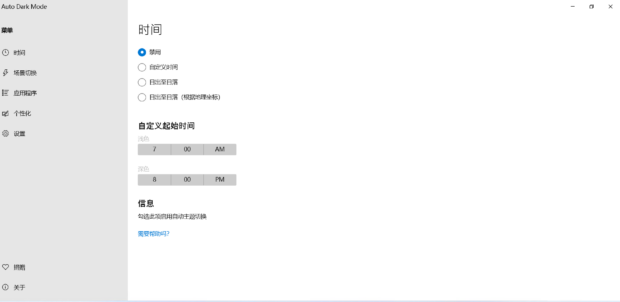 Auto Dark Mode
菜单
时间
场景切换
应用程序
个性化
设置
捐赠
关于
时间
禁用
自定义时间
自日出至日落
自日出至日落（根据地理坐标）
自定义起始时间
浅色
7 00 AM
深色
8 00 PM
信息
勾选此项启用自动主题切换
需要帮助吗?